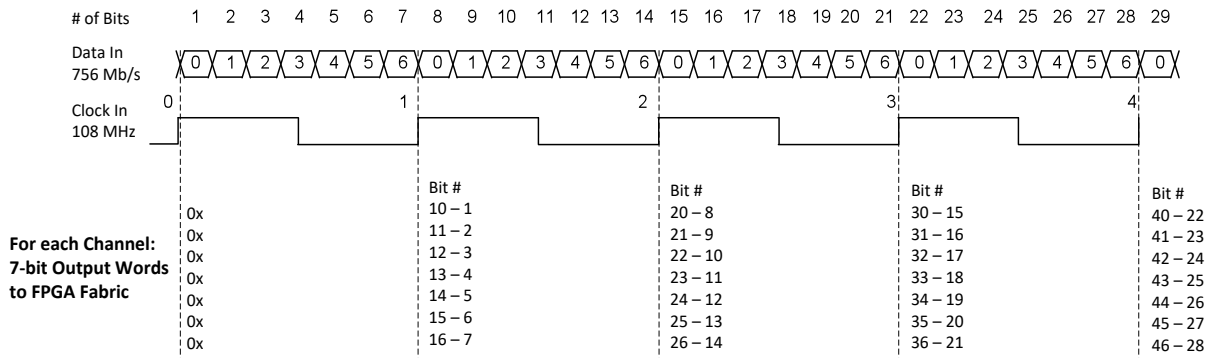 # of Bits 1 2 3 4 5 6 7 8 9 10 11 12 13 14 15 16 17 18 19 20 21 22 23 24 25 26 27 28 29
Data In
756 Mb/s
0 1 2 3 4 5 6 0 1 2 3 4 5 6 0 1 2 3 4 5 6 0 1 2 3 4 5 6 0
0 1 2 3 4
Clock In
108 MHz
For each Channel:
7-bit Output Words
to FPGA Fabric
0x
0x
0x
0x
0x
0x
0x
Bit #
10 – 1
11 – 2
12 – 3
13 – 4
14 – 5
15 – 6
16 – 7
Bit #
20 – 8
21 – 9
22 – 10
23 – 11
24 – 12
25 – 13
26 – 14
Bit #
30 – 15
31 – 16
32 – 17
33 – 18
34 – 19
35 – 20
36 – 21
Bit #
40 – 22
41 – 23
42 – 24
43 – 25
44 – 26
45 – 27
46 – 28